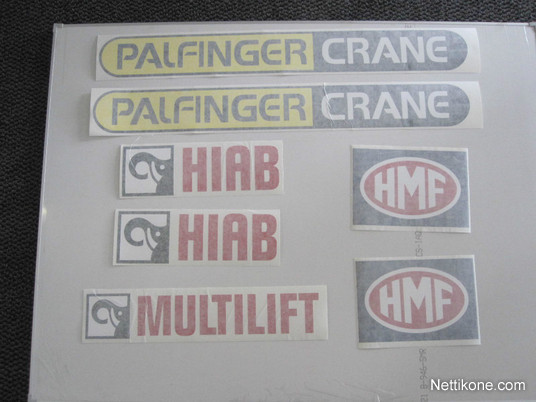 PALFINGER CRANE
PALFINGER CRANE
HIAB
HMF
HIAB
HMF
MULTILIFT
Nettikone.com